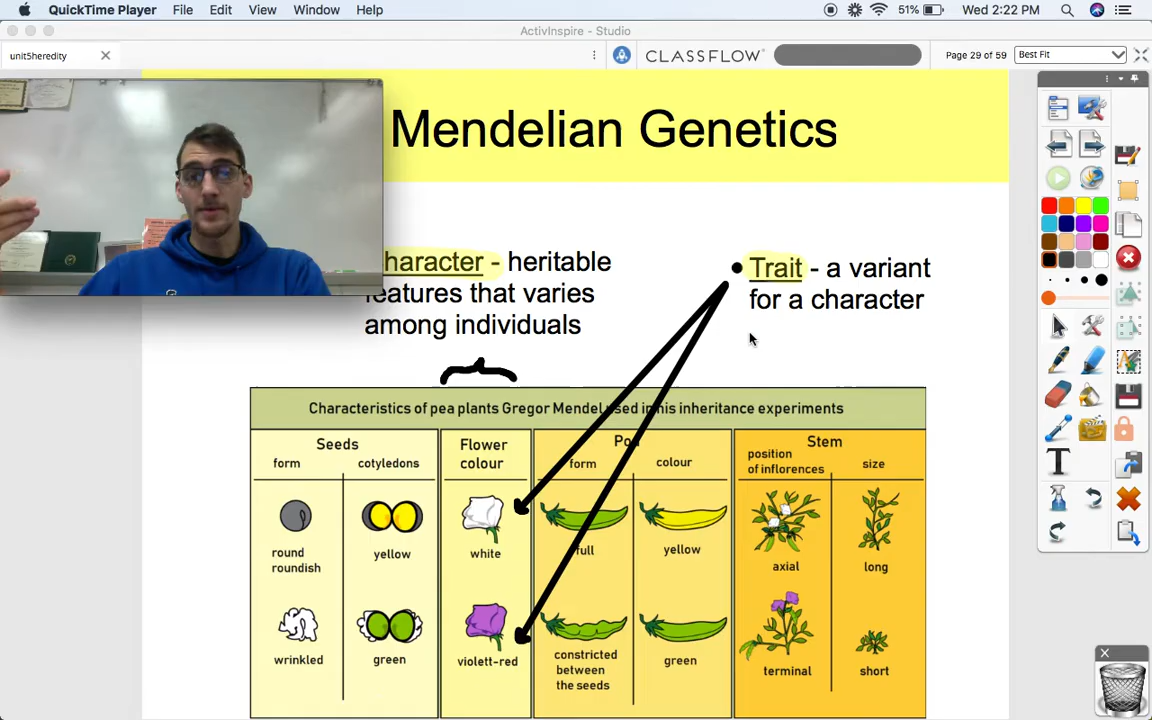 QuickTime Player File Edit View Window Help 51% Wed 2:22 PM
ActivInspire - Studio
unit5heredity
CLASSFLOW
Page 29 of 59
Best Fit
Mendelian Genetics
haracter - heritable
features that varies
among individuals
• Trait - a variant
for a character
Characteristics of pea plants Gregor Mendel used in his inheritance experiments
Seeds
form cotyledons
round
roundish
yellow
wrinkled
green
Flower
colour
white
violett-red
form colour
full
yellow
constricted
between
the seeds
green
Stem
position
of inflorences
size
axial
long
terminal
short